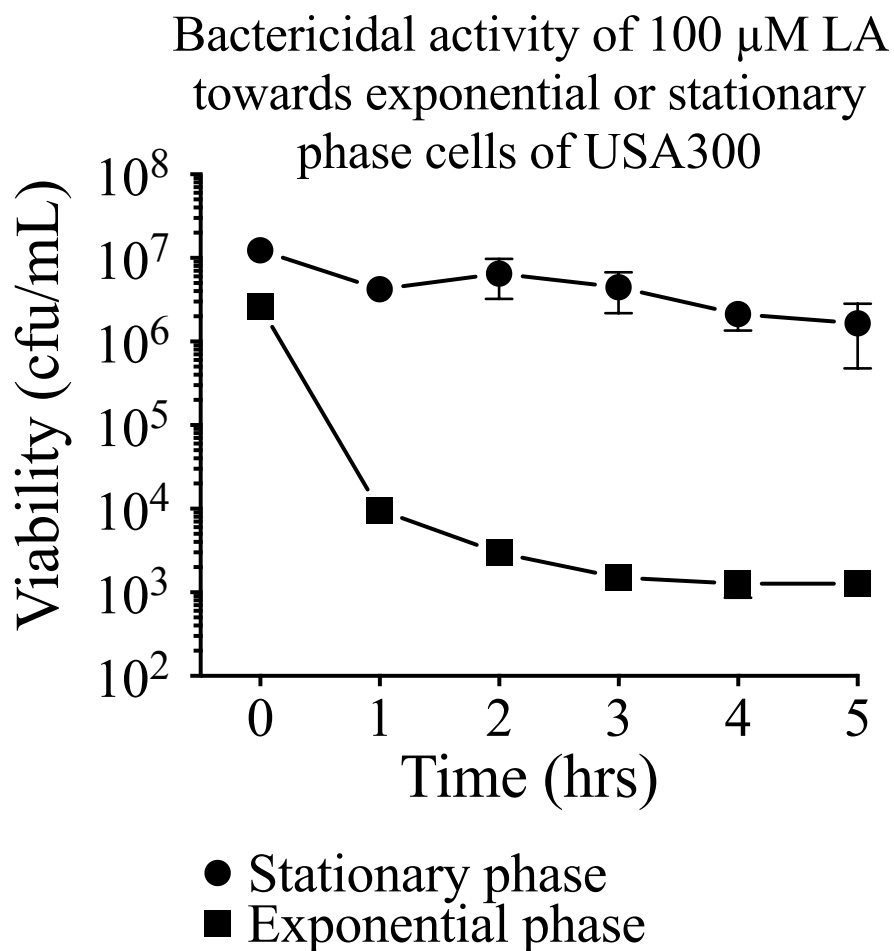 Bactericidal activity of 100 µM LA
towards exponential or stationary
phase cells of USA300
Viability (cfu/mL)
10⁸
10⁷
10⁶
10⁵
10⁴
10³
10²
0 1 2 3 4 5
Time (hrs)
Stationary phase
Exponential phase